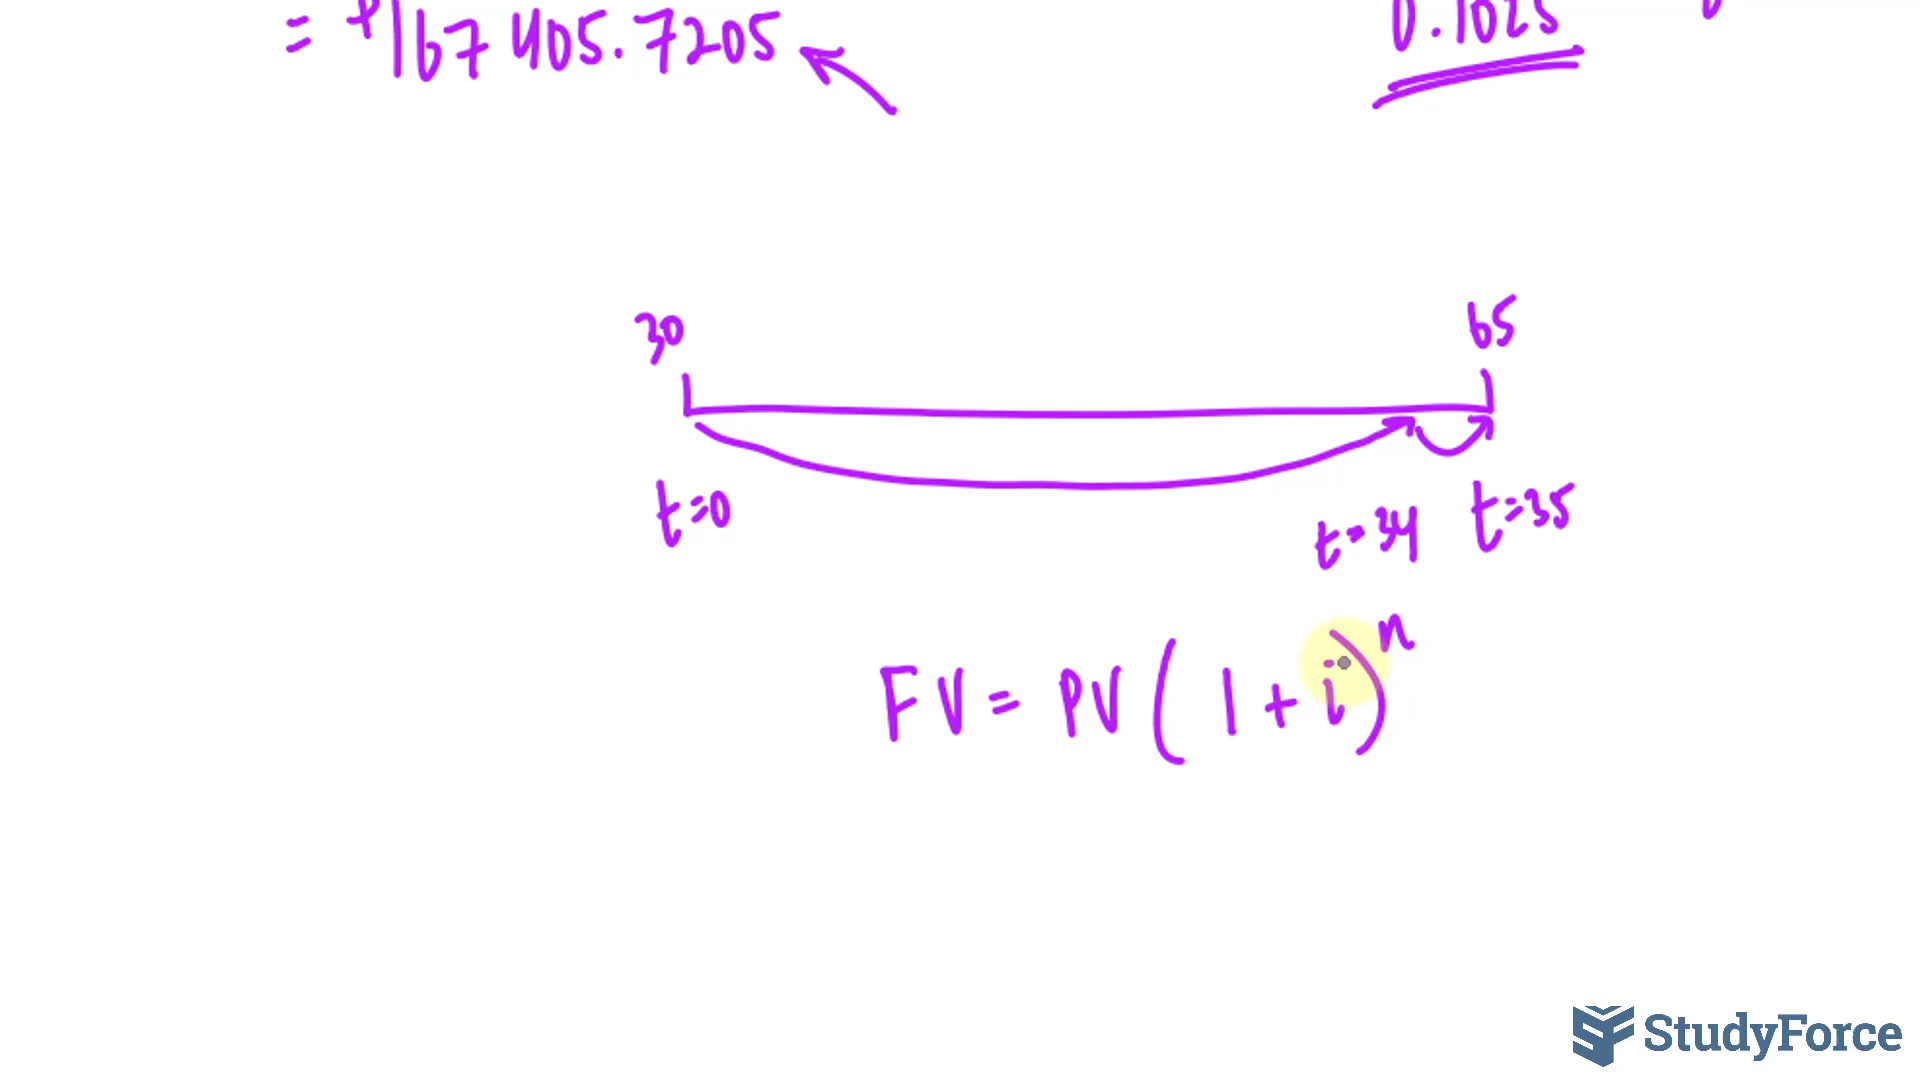 = $167 405.7205
0.1025
30 65
t=0 t=34 t=35
FV = PV ( 1 + i )^n
StudyForce